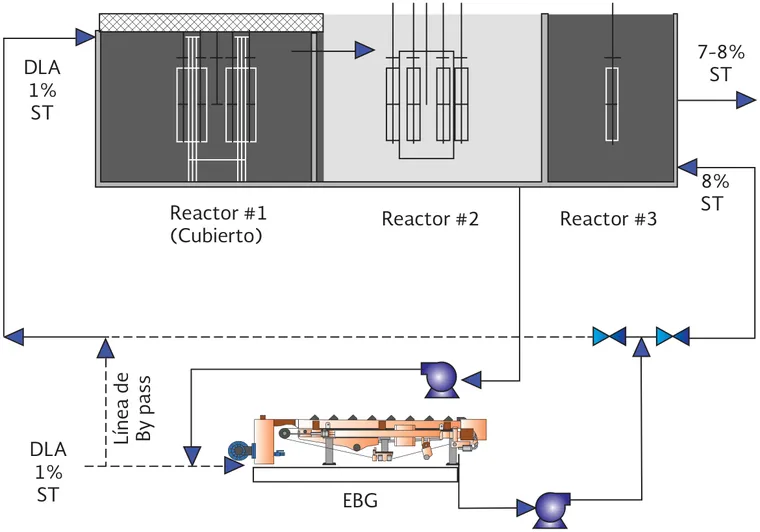 DLA
1%
ST
7-8%
ST
8%
ST
Reactor #1
(Cubierto)
Reactor #2
Reactor #3
Línea de
By pass
DLA
1%
ST
EBG